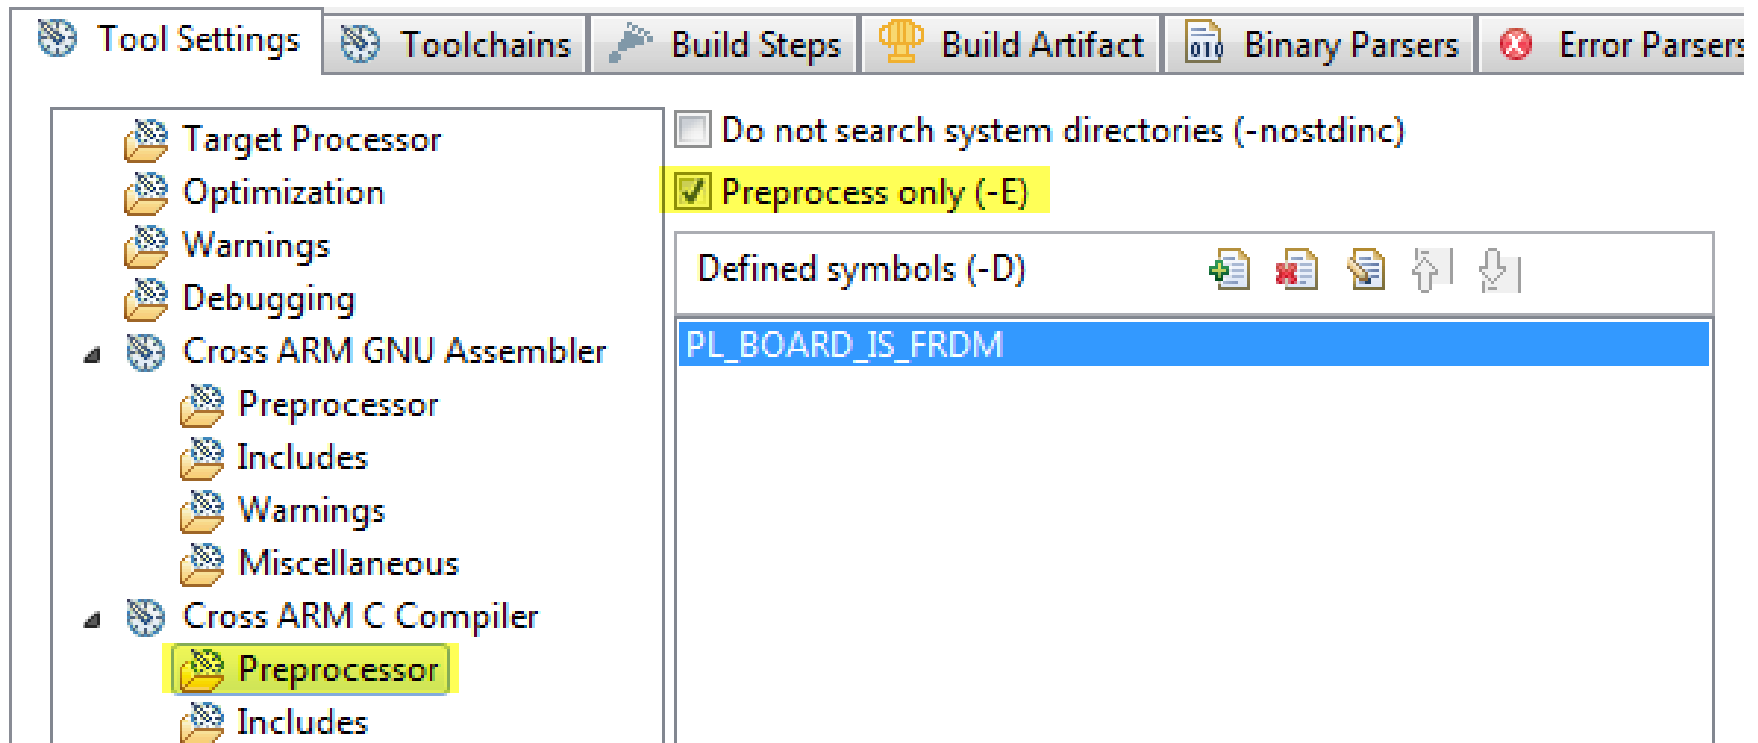 Tool Settings
Toolchains
Build Steps
Build Artifact
Binary Parsers
Error Parsers
Target Processor
Optimization
Warnings
Debugging
Cross ARM GNU Assembler
Preprocessor
Includes
Warnings
Miscellaneous
Cross ARM C Compiler
Preprocessor
Includes
Do not search system directories (-nostdinc)
Preprocess only (-E)
Defined symbols (-D)
PL_BOARD_IS_FRDM